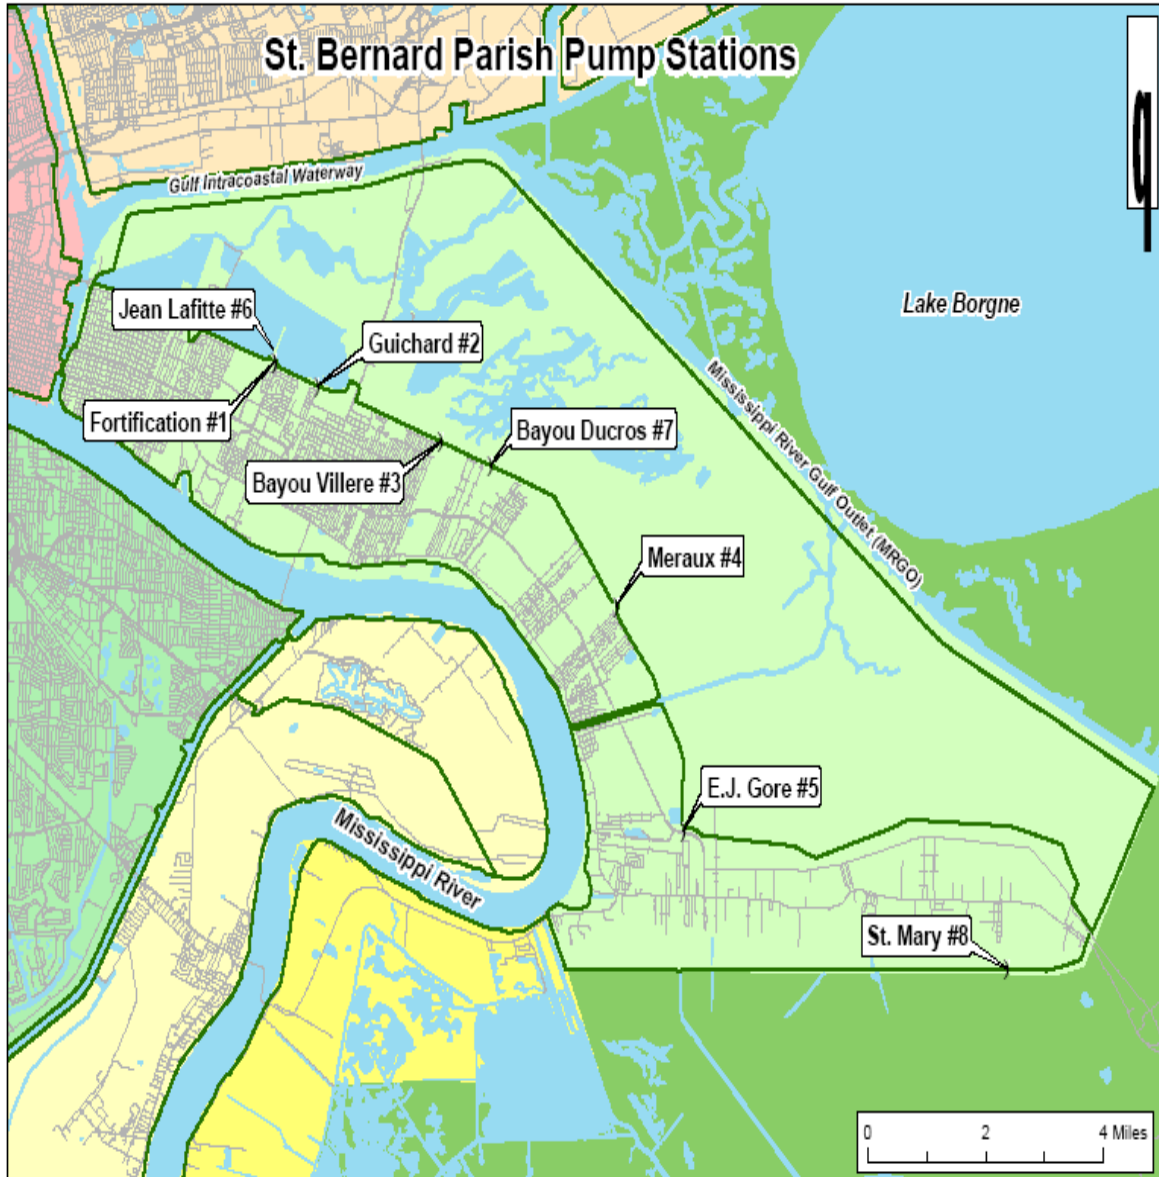 St. Bernard Parish Pump Stations
q
Gulf Intracoastal Waterway
Jean Lafitte #6
Guichard #2
Lake Borgne
Fortification #1
Bayou Ducros #7
Bayou Villere #3
Mississippi River Gulf Outlet (MRGO)
Meraux #4
E.J. Gore #5
Mississippi River
St. Mary #8
0 2 4 Miles